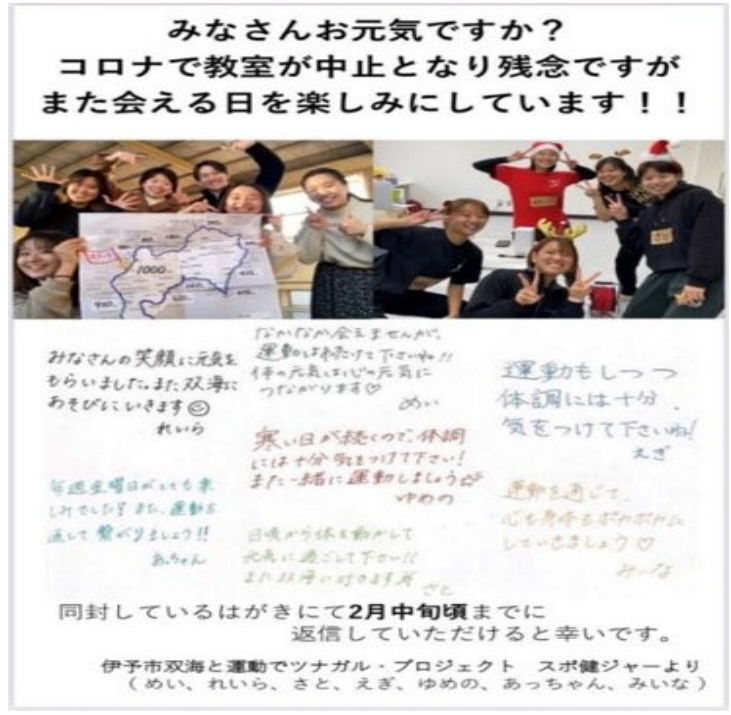 みなさんお元気ですか?
コロナで教室が中止となり残念ですが
また会える日を楽しみにしています!!
1000
みなさんの笑顔に元気を
もらいました。また双海に
あそびにいきます
れいら
なかなか会えませんが、
運動は続けて下さいね!!
体の元気は心の元気に
つながります♡
めい
運動もしつつ
体調には十分、
気をつけて下さいね!
えぎ
寒い日が続くので、体調
には十分気をつけて下さい!
また一緒に運動しましょう
ゆめの
毎週金曜日がとても楽
しみでした!また、運動を
通して繋がりましょう!!
あっちゃん
日頃から体を動かして
元気に過ごして下さい!!
また双海に行きます
さと
運動を通じて、
心も身体もポカポカに
していきましょう♡
みいな
同封しているはがきにて2月中旬頃までに
返信していただけると幸いです。
伊予市双海と運動でツナガル・プロジェクト スポ健ジャーより
(めい、れいら、さと、えぎ、ゆめの、あっちゃん、みいな)